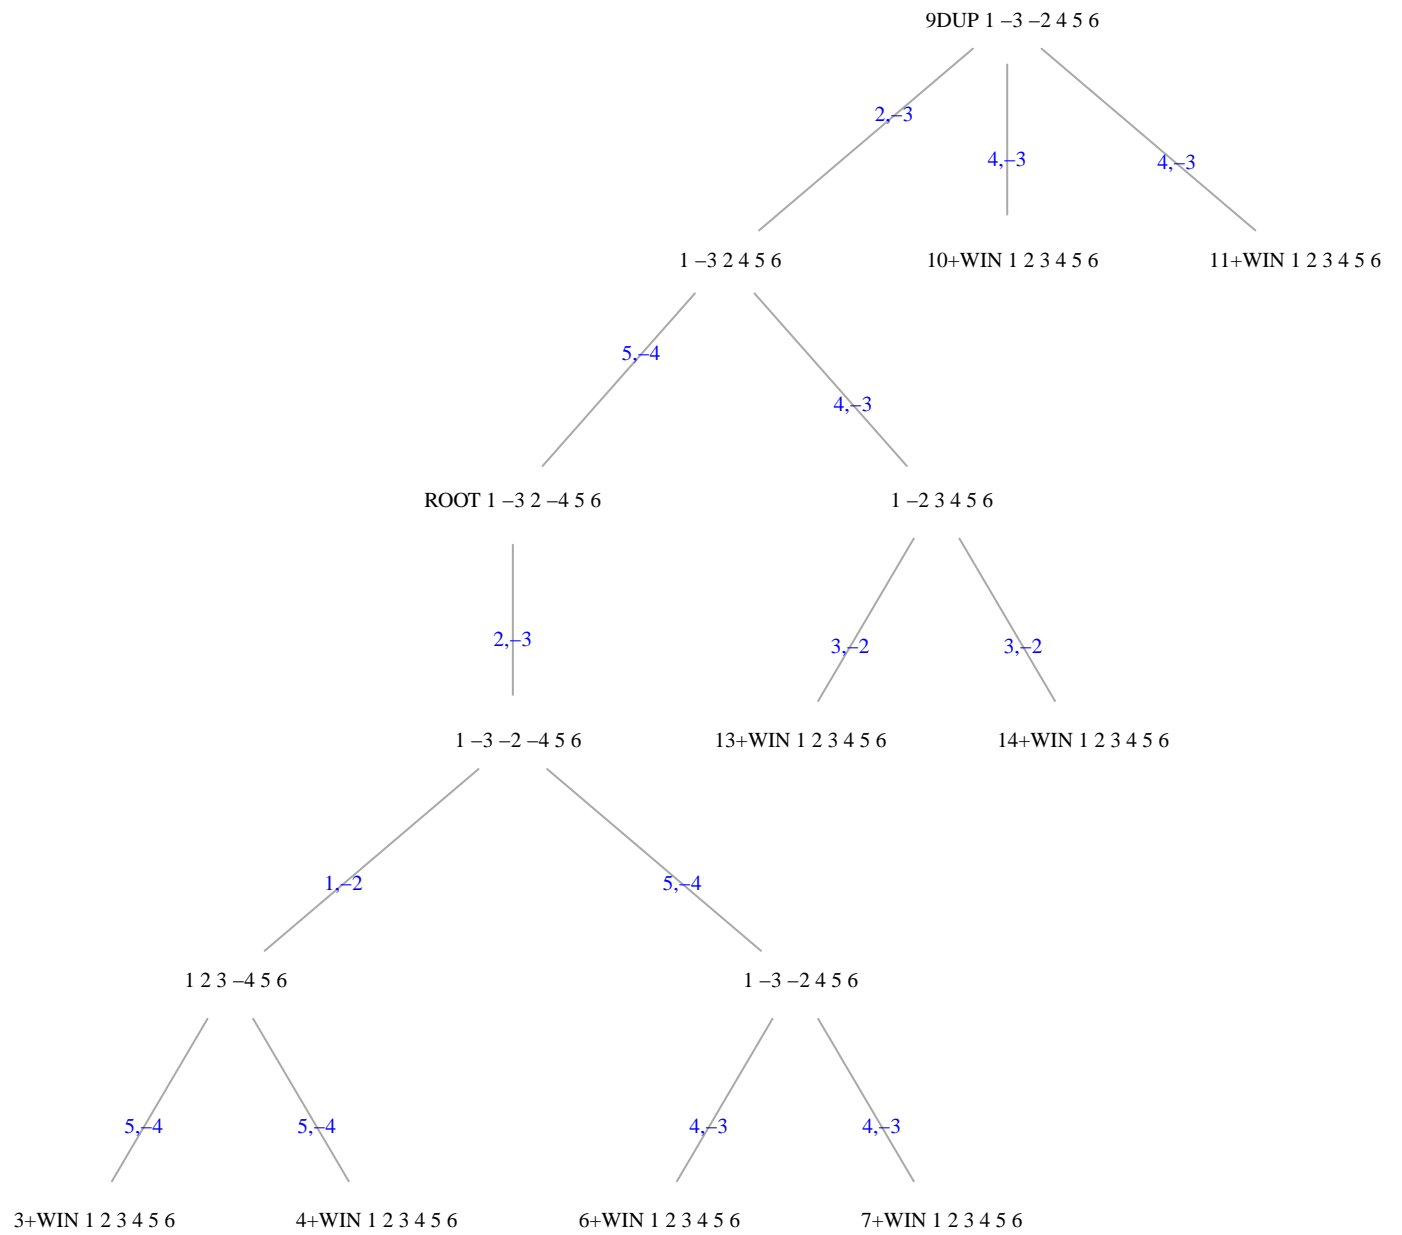 9DUP 1 –3 –2 4 5 6
2,–3
4,–3
4,–3
1 –3 2 4 5 6
10+WIN 1 2 3 4 5 6
11+WIN 1 2 3 4 5 6
5,–4
4,–3
ROOT 1 –3 2 –4 5 6
1 –2 3 4 5 6
2,–3
3,–2
3,–2
1 –3 –2 –4 5 6
13+WIN 1 2 3 4 5 6
14+WIN 1 2 3 4 5 6
1,–2
5,–4
1 2 3 –4 5 6
1 –3 –2 4 5 6
5,–4
5,–4
4,–3
4,–3
3+WIN 1 2 3 4 5 6
4+WIN 1 2 3 4 5 6
6+WIN 1 2 3 4 5 6
7+WIN 1 2 3 4 5 6